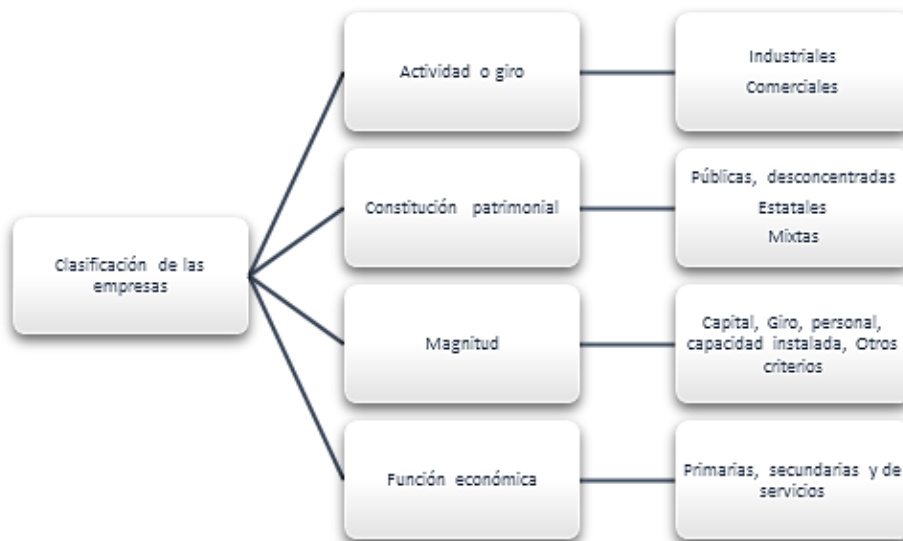 Clasificación de las
empresas
Actividad o giro
Industriales
Comerciales
Constitución patrimonial
Públicas, desconcentradas
Estatales
Mixtas
Magnitud
Capital, Giro, personal,
capacidad instalada, Otros
criterios
Función económica
Primarias, secundarias y de
servicios